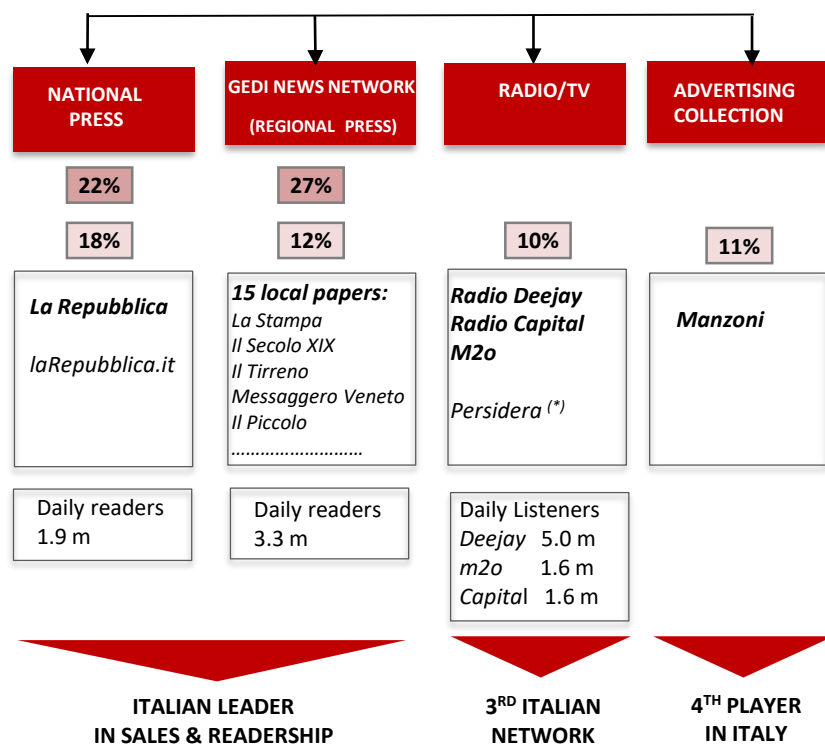 NATIONAL
PRESS
GEDI NEWS NETWORK
(REGIONAL PRESS)
RADIO/TV
ADVERTISING
COLLECTION
22%
27%
18%
12%
10%
11%
La Repubblica
laRepubblica.it
15 local papers:
La Stampa
Il Secolo XIX
Il Tirreno
Messaggero Veneto
Il Piccolo
...........................
Radio Deejay
Radio Capital
M2o
Persidera (*)
Manzoni
Daily readers
1.9 m
Daily readers
3.3 m
Daily Listeners
Deejay 5.0 m
m2o 1.6 m
Capital 1.6 m
ITALIAN LEADER
IN SALES & READERSHIP
3RD ITALIAN
NETWORK
4TH PLAYER
IN ITALY